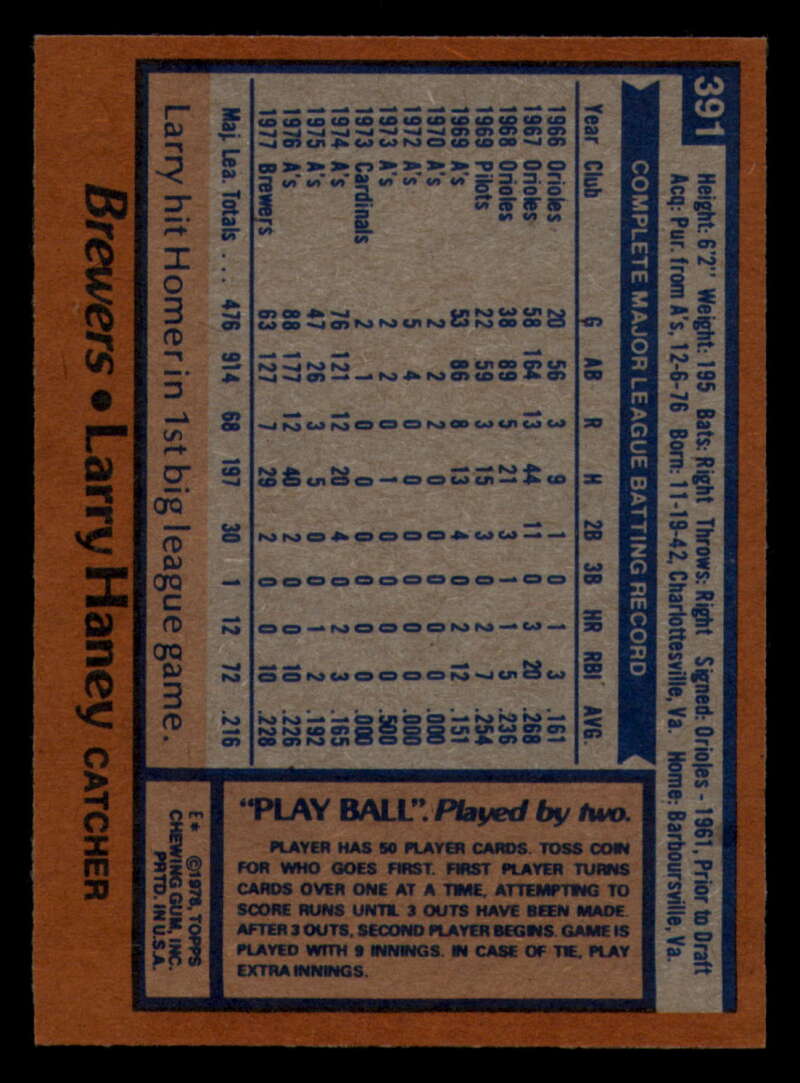 391
Height: 6'2" Weight: 195 Bats: Right Throws: Right Signed: Orioles - 1961, Prior to Draft
Acq: Pur. from A's, 12-6-76 Born: 11-19-42, Charlottesville, Va. Home: Barboursville, Va.
COMPLETE MAJOR LEAGUE BATTING RECORD
Year Club G AB R H 2B 3B HR RBI AVG.
1966 Orioles 20 56 3 9 1 0 1 3 .161
1967 Orioles 58 164 13 44 11 0 3 20 .268
1968 Orioles 38 89 5 21 3 1 1 5 .236
1969 Pilots 22 59 3 15 3 0 2 7 .254
1969 A's 53 86 8 13 4 0 2 12 .151
1970 A's 2 2 2 0 0 0 0 0 .000
1972 A's 5 4 0 0 0 0 0 0 .000
1973 A's 2 2 0 1 0 0 0 0 .500
1973 Cardinals 2 1 0 0 0 0 0 0 .000
1974 A's 76 121 12 20 4 0 2 3 .165
1975 A's 47 26 3 5 0 0 1 2 .192
1976 A's 88 177 12 40 2 0 0 10 .226
1977 Brewers 63 127 7 29 2 0 0 10 .228
Maj. Lea. Totals ... 476 914 68 197 30 1 12 72 .216
Larry hit Homer in 1st big league game.
Brewers • Larry Haney CATCHER
"PLAY BALL". Played by two.
PLAYER HAS 50 PLAYER CARDS. TOSS COIN
FOR WHO GOES FIRST. FIRST PLAYER TURNS
CARDS OVER ONE AT A TIME, ATTEMPTING TO
SCORE RUNS UNTIL 3 OUTS HAVE BEEN MADE.
AFTER 3 OUTS, SECOND PLAYER BEGINS. GAME IS
PLAYED WITH 9 INNINGS. IN CASE OF TIE, PLAY
EXTRA INNINGS.
E* ©1978, TOPPS
CHEWING GUM, INC.
PRTD. IN U.S.A.